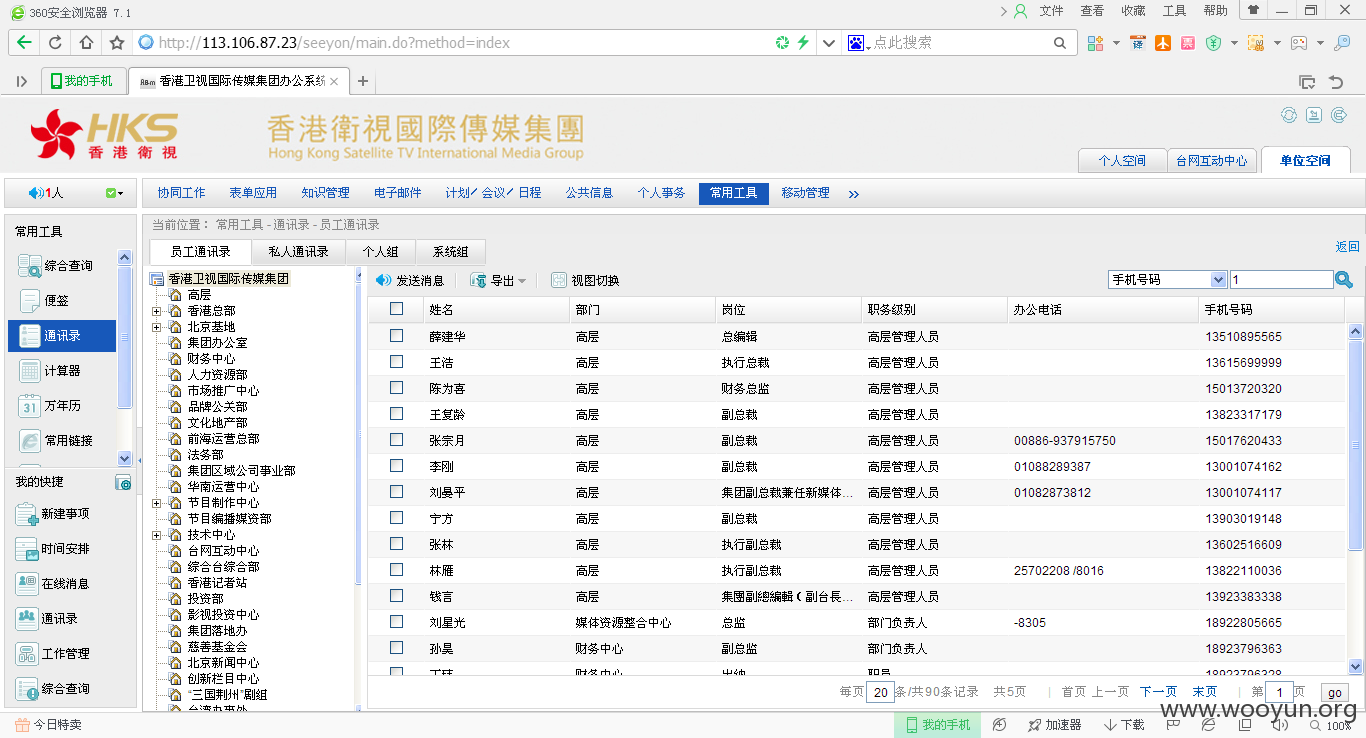 360安全浏览器 7.1
文件 查看 收藏 工具 帮助
http://113.106.87.23/seeyon/main.do?method=index
点此搜索
我的手机
A8-m 香港卫视国际传媒集团办公系统
HKS
香港衛視
香港衛視國際傳媒集團
Hong Kong Satellite TV International Media Group
个人空间 台网互动中心 单位空间
1人
协同工作 表单应用 知识管理 电子邮件 计划/会议/日程 公共信息 个人事务 常用工具 移动管理 »
当前位置： 常用工具 - 通讯录 - 员工通讯录
常用工具
综合查询
便签
通讯录
计算器
31 万年历
常用链接
我的快捷
新建事项
时间安排
在线消息
通讯录
工作管理
综合查询
员工通讯录 私人通讯录 个人组 系统组
返回
香港卫视国际传媒集团
高层
香港总部
北京基地
集团办公室
财务中心
人力资源部
市场推广中心
品牌公关部
文化地产部
前海运营总部
法务部
集团区域公司事业部
华南运营中心
节目制作中心
节目编播媒资部
技术中心
台网互动中心
综合台综合部
香港记者站
投资部
影视投资中心
集团落地办
慈善基金会
北京新闻中心
创新栏目中心
“三国荆州”剧组
台湾办事处
发送消息 导出 视图切换
手机号码 1
姓名 部门 岗位 职务级别 办公电话 手机号码
薛建华 高层 总编辑 高层管理人员 13510895565
王洁 高层 执行总裁 高层管理人员 13615699999
陈为喜 高层 财务总监 高层管理人员 15013720320
王复龄 高层 副总裁 高层管理人员 13823317179
张宗月 高层 副总裁 高层管理人员 00886-937915750 15017620433
李刚 高层 副总裁 高层管理人员 01088289387 13001074162
刘晏平 高层 集团副总裁兼任新媒体... 高层管理人员 01082873812 13001074117
宁方 高层 副总裁 高层管理人员 13903019148
张林 高层 执行副总裁 高层管理人员 13602516609
林雁 高层 执行副总裁 高层管理人员 25702208 /8016 13822110036
钱言 高层 集團副總編輯（副台長... 高层管理人员 13923383338
刘星光 媒体资源整合中心 总监 部门负责人 -8305 18922805665
孙昊 财务中心 副总监 部门负责人 18923796363
财务中心 出纳 职员 18923796328
每页 20 条/共90条记录 共5页 | 首页 上一页 下一页 末页 | 第 1 页 go
www.wooyun.org
今日特卖
我的手机 加速器 下载 100%